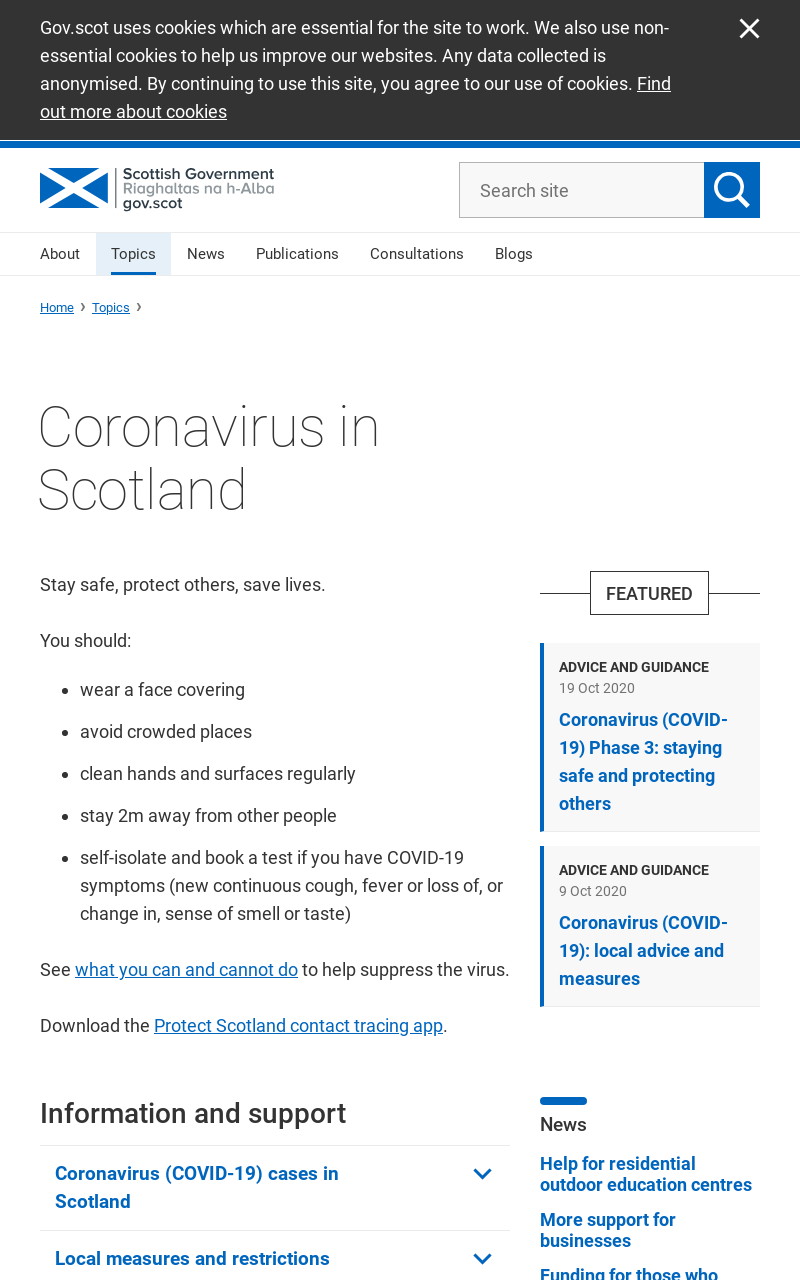 Gov.scot uses cookies which are essential for the site to work. We also use non-
essential cookies to help us improve our websites. Any data collected is
anonymised. By continuing to use this site, you agree to our use of cookies. Find
out more about cookies
Scottish Government
Riaghaltas na h-Alba
gov.scot
Search site
About
Topics
News
Publications
Consultations
Blogs
Home › Topics ›
Coronavirus in
Scotland
Stay safe, protect others, save lives.
You should:
• wear a face covering
• avoid crowded places
• clean hands and surfaces regularly
• stay 2m away from other people
• self-isolate and book a test if you have COVID-19
symptoms (new continuous cough, fever or loss of, or
change in, sense of smell or taste)
See what you can and cannot do to help suppress the virus.
Download the Protect Scotland contact tracing app.
Information and support
Coronavirus (COVID-19) cases in
Scotland
Local measures and restrictions
FEATURED
ADVICE AND GUIDANCE
19 Oct 2020
Coronavirus (COVID-
19) Phase 3: staying
safe and protecting
others
ADVICE AND GUIDANCE
9 Oct 2020
Coronavirus (COVID-
19): local advice and
measures
News
Help for residential
outdoor education centres
More support for
businesses
Funding for those who